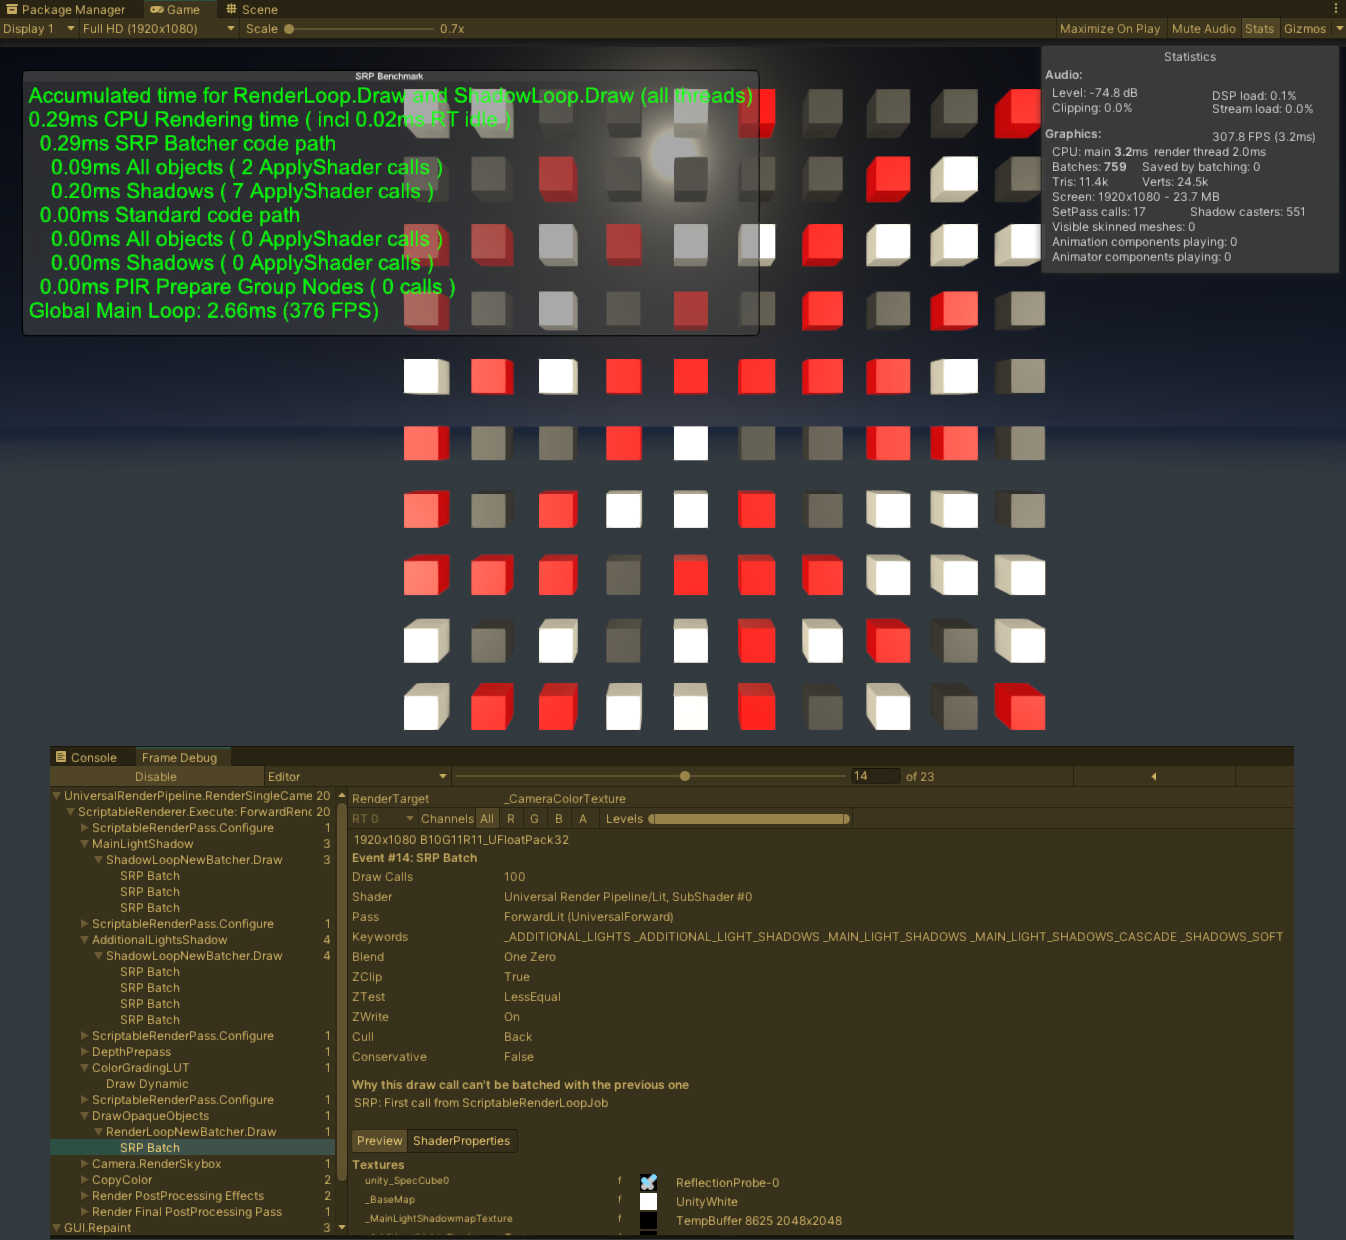 Package Manager Game Scene
Display 1 Full HD (1920x1080) Scale 0.7x Maximize On Play Mute Audio Stats Gizmos
SRP Benchmark
Accumulated time for RenderLoop.Draw and ShadowLoop.Draw (all threads)
0.29ms CPU Rendering time ( incl 0.02ms RT idle )
0.29ms SRP Batcher code path
0.09ms All objects ( 2 ApplyShader calls )
0.20ms Shadows ( 7 ApplyShader calls )
0.00ms Standard code path
0.00ms All objects ( 0 ApplyShader calls )
0.00ms Shadows ( 0 ApplyShader calls )
0.00ms PIR Prepare Group Nodes ( 0 calls )
Global Main Loop: 2.66ms (376 FPS)
Statistics
Audio:
Level: -74.8 dB DSP load: 0.1%
Clipping: 0.0% Stream load: 0.0%
Graphics: 307.8 FPS (3.2ms)
CPU: main 3.2ms render thread 2.0ms
Batches: 759 Saved by batching: 0
Tris: 11.4k Verts: 24.5k
Screen: 1920x1080 - 23.7 MB
SetPass calls: 17 Shadow casters: 551
Visible skinned meshes: 0
Animation components playing: 0
Animator components playing: 0
Console Frame Debug
Disable Editor 14 of 23
UniversalRenderPipeline.RenderSingleCame 20
ScriptableRenderer.Execute: ForwardRend 20
ScriptableRenderPass.Configure 1
MainLightShadow 3
ShadowLoopNewBatcher.Draw 3
SRP Batch
SRP Batch
SRP Batch
ScriptableRenderPass.Configure 1
AdditionalLightsShadow 4
ShadowLoopNewBatcher.Draw 4
SRP Batch
SRP Batch
SRP Batch
SRP Batch
ScriptableRenderPass.Configure 1
DepthPrepass 1
ColorGradingLUT 1
Draw Dynamic
ScriptableRenderPass.Configure 1
DrawOpaqueObjects 1
RenderLoopNewBatcher.Draw 1
SRP Batch
Camera.RenderSkybox 1
CopyColor 2
Render PostProcessing Effects 2
Render Final PostProcessing Pass 1
GUI.Repaint 3
RenderTarget _CameraColorTexture
RT 0 Channels All R G B A Levels
1920x1080 B10G11R11_UFloatPack32
Event #14: SRP Batch
Draw Calls 100
Shader Universal Render Pipeline/Lit, SubShader #0
Pass ForwardLit (UniversalForward)
Keywords _ADDITIONAL_LIGHTS _ADDITIONAL_LIGHT_SHADOWS _MAIN_LIGHT_SHADOWS _MAIN_LIGHT_SHADOWS_CASCADE _SHADOWS_SOFT
Blend One Zero
ZClip True
ZTest LessEqual
ZWrite On
Cull Back
Conservative False
Why this draw call can't be batched with the previous one
SRP: First call from ScriptableRenderLoopJob
Preview ShaderProperties
Textures
unity_SpecCube0 f ReflectionProbe-0
_BaseMap f UnityWhite
_MainLightShadowmapTexture f TempBuffer 8625 2048x2048